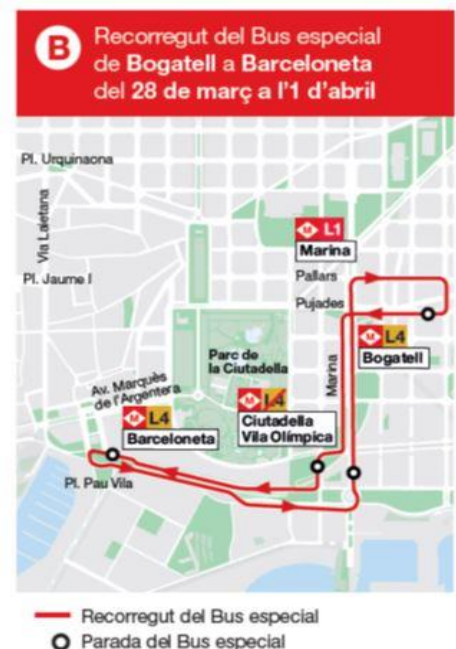 B
Recorregut del Bus especial
de Bogatell a Barceloneta
del 28 de març a l'1 d'abril
Pl. Urquinaona
Via Laietana
M L1
Marina
Pl. Jaume I
Pallars
Pujades
M L4
Bogatell
Parc de
la Ciutadella
Marina
Av. Marquès
de l'Argentera
M L4
Barceloneta
M L4
Ciutadella
Vila Olímpica
Pl. Pau Vila
Recorregut del Bus especial
Parada del Bus especial